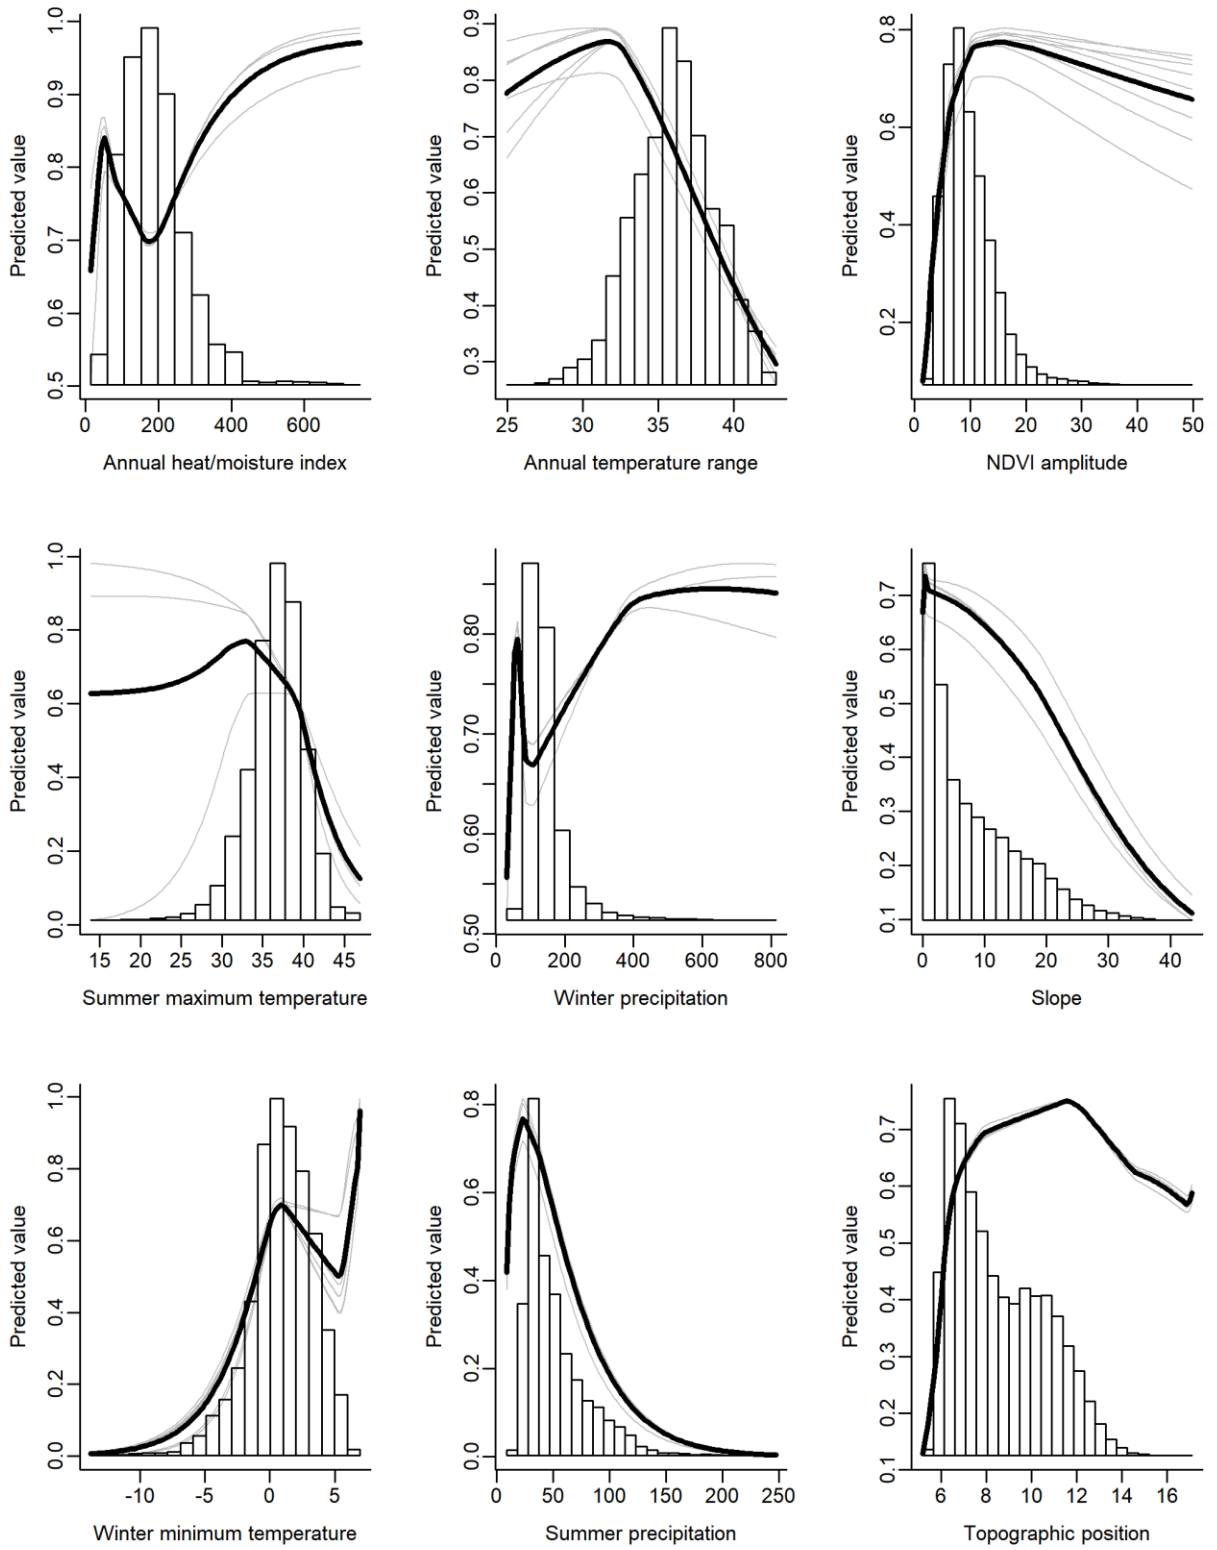 Predicted value
0.5 0.6 0.7 0.8 0.9 1.0
0 200 400 600
Annual heat/moisture index
Predicted value
0.3 0.4 0.5 0.6 0.7 0.8 0.9
25 30 35 40
Annual temperature range
Predicted value
0.2 0.4 0.6 0.8
0 10 20 30 40 50
NDVI amplitude
Predicted value
0.0 0.2 0.4 0.6 0.8 1.0
15 20 25 30 35 40 45
Summer maximum temperature
Predicted value
0.50 0.60 0.70 0.80
0 200 400 600 800
Winter precipitation
Predicted value
0.1 0.2 0.3 0.4 0.5 0.6 0.7
0 10 20 30 40
Slope
Predicted value
0.0 0.2 0.4 0.6 0.8 1.0
-10 -5 0 5
Winter minimum temperature
Predicted value
0.0 0.2 0.4 0.6 0.8
0 50 100 150 200 250
Summer precipitation
Predicted value
0.1 0.2 0.3 0.4 0.5 0.6 0.7
6 8 10 12 14 16
Topographic position